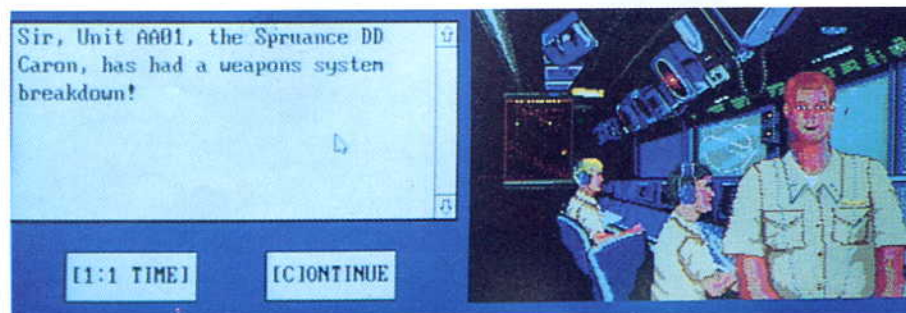 Sir, Unit AA01, the Spruance DD
Caron, has had a weapons system
breakdown!
[1:1 TIME]
[C]ONTINUE